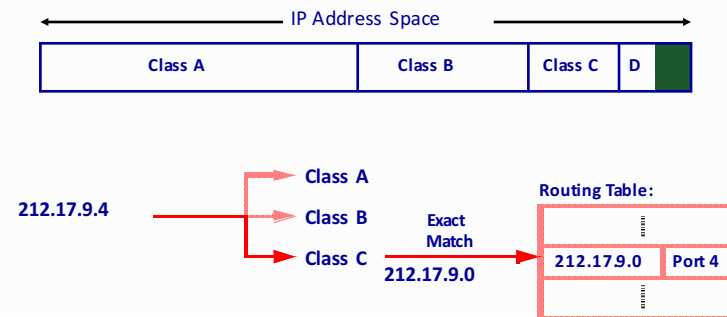 IP Address Space
Class A Class B Class C D
Class A
212.17.9.4
Class B
Class C
Exact
Match
212.17.9.0
Routing Table:
212.17.9.0 Port 4